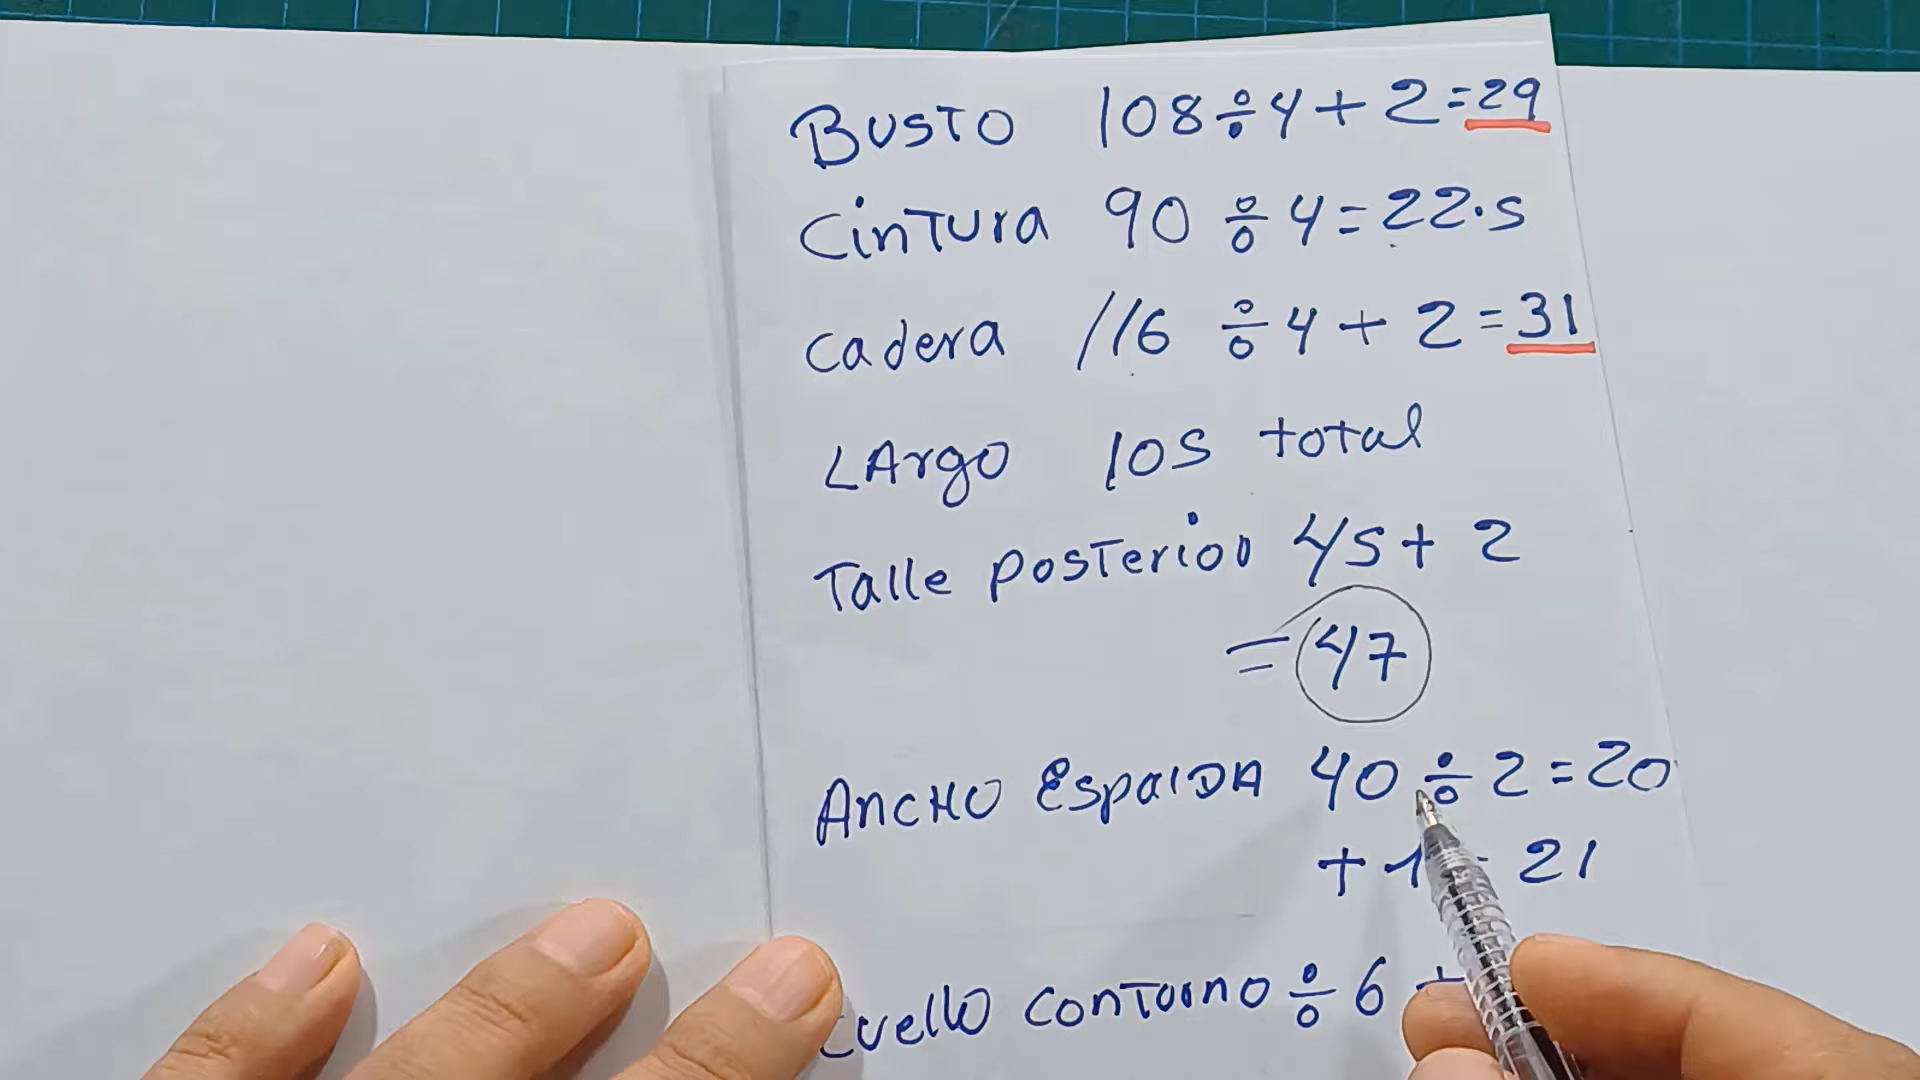 BUSTO 108÷4+2=29
CinTUra 90÷4=22.5
cadera 116÷4+2=31
LArgo 105 total
Talle posTerior 45+2
=47
AncHO EspalDA 40÷2=20
+1= 21
cuello conTorno÷6+